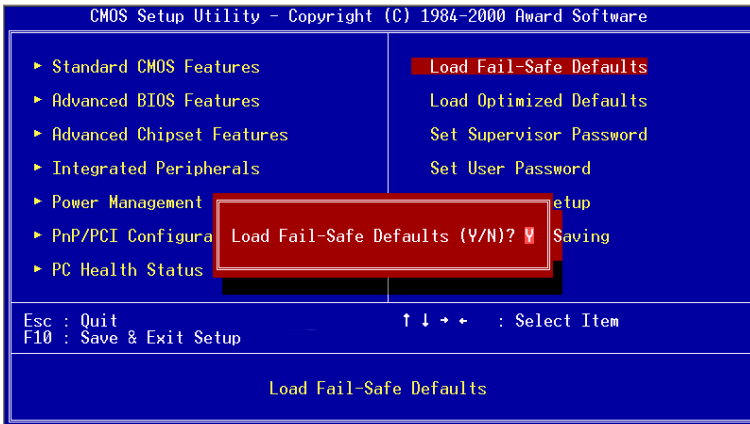 CMOS Setup Utility - Copyright (C) 1984-2000 Award Software
► Standard CMOS Features
► Advanced BIOS Features
► Advanced Chipset Features
► Integrated Peripherals
► Power Management
► PnP/PCI Configura
► PC Health Status
Load Fail-Safe Defaults
Load Optimized Defaults
Set Supervisor Password
Set User Password
etup
Saving
Load Fail-Safe Defaults (Y/N)? Y
Esc : Quit
F10 : Save & Exit Setup
↑ ↓ → ← : Select Item
Load Fail-Safe Defaults